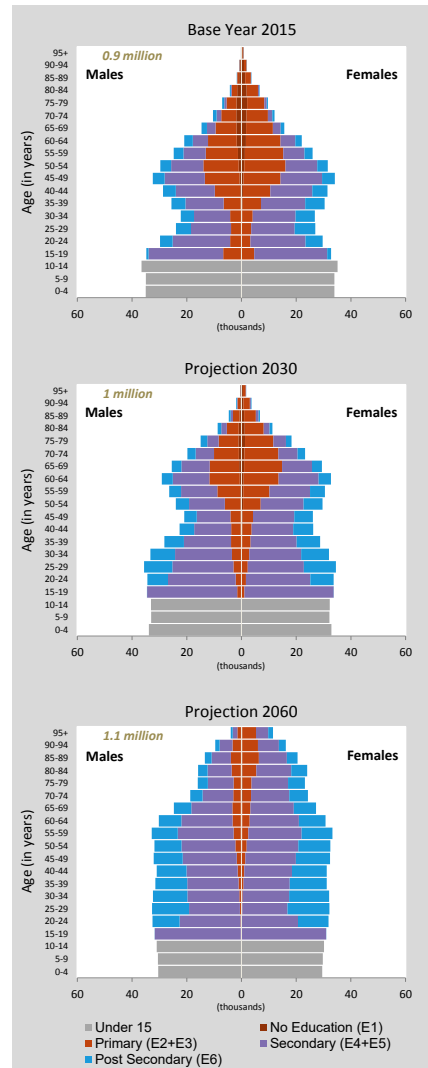 Base Year 2015
0.9 million
Males
Females
Age (in years)
95+
90-94
85-89
80-84
75-79
70-74
65-69
60-64
55-59
50-54
45-49
40-44
35-39
30-34
25-29
20-24
15-19
10-14
5-9
0-4
60 40 20 0 20 40 60
(thousands)
Projection 2030
1 million
Males
Females
Age (in years)
95+
90-94
85-89
80-84
75-79
70-74
65-69
60-64
55-59
50-54
45-49
40-44
35-39
30-34
25-29
20-24
15-19
10-14
5-9
0-4
60 40 20 0 20 40 60
(thousands)
Projection 2060
1.1 million
Males
Females
Age (in years)
95+
90-94
85-89
80-84
75-79
70-74
65-69
60-64
55-59
50-54
45-49
40-44
35-39
30-34
25-29
20-24
15-19
10-14
5-9
0-4
60 40 20 0 20 40 60
(thousands)
Under 15
No Education (E1)
Primary (E2+E3)
Secondary (E4+E5)
Post Secondary (E6)